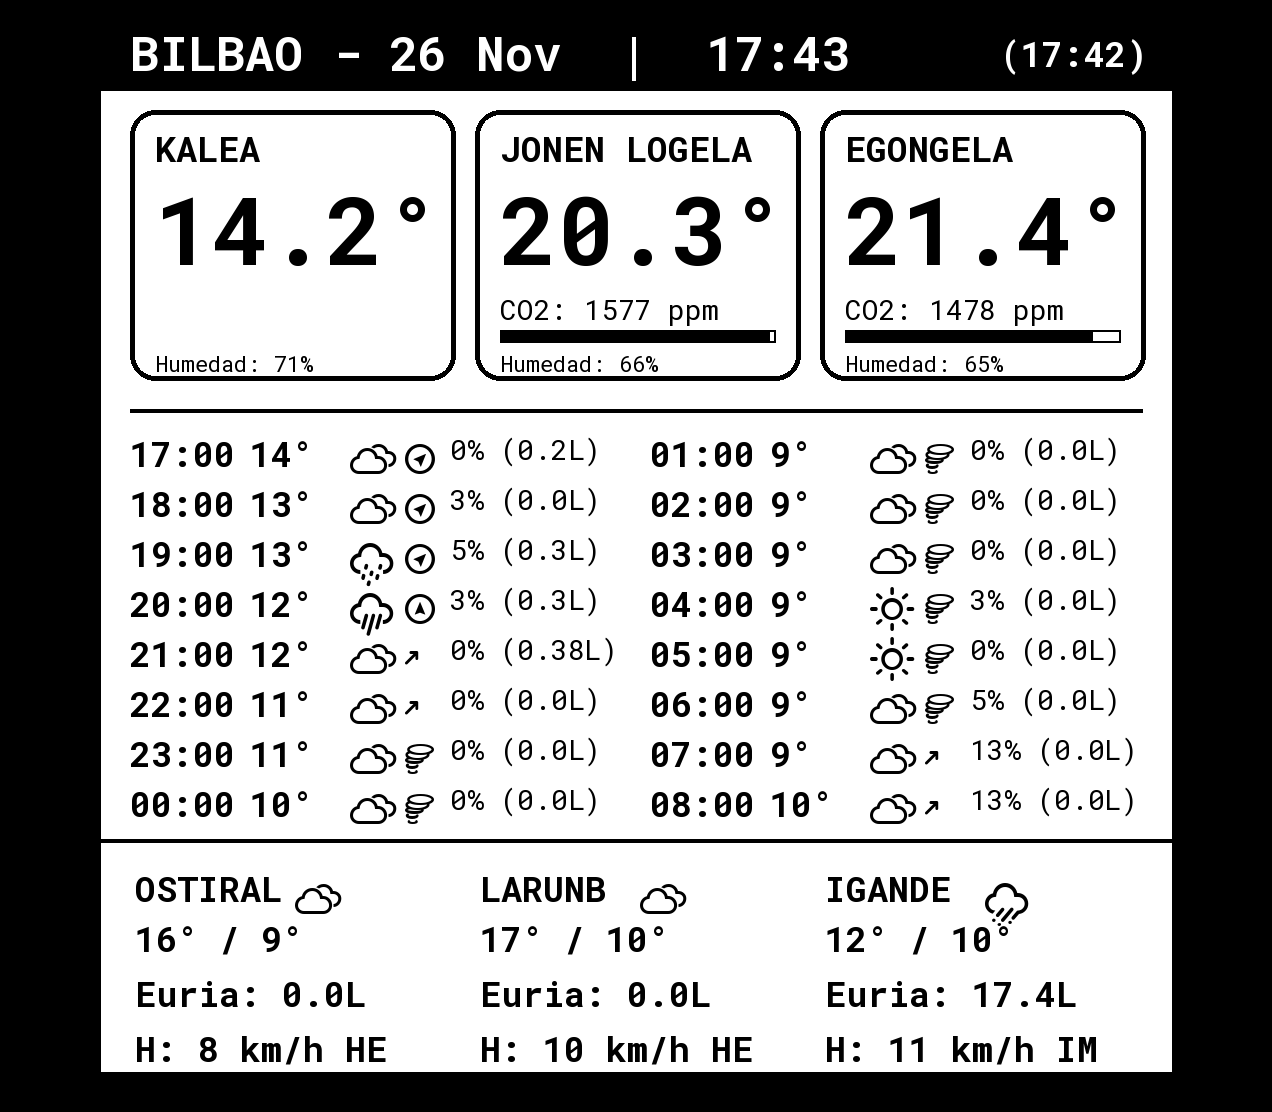 BILBAO - 26 Nov | 17:43 (17:42)
KALEA JONEN LOGELA EGONGELA
14.2° 20.3° 21.4°
CO2: 1577 ppm CO2: 1478 ppm
Humedad: 71% Humedad: 66% Humedad: 65%
17:00 14° 0% (0.2L) 01:00 9° 0% (0.0L)
18:00 13° 3% (0.0L) 02:00 9° 0% (0.0L)
19:00 13° 5% (0.3L) 03:00 9° 0% (0.0L)
20:00 12° 3% (0.3L) 04:00 9° 3% (0.0L)
21:00 12° 0% (0.38L) 05:00 9° 0% (0.0L)
22:00 11° 0% (0.0L) 06:00 9° 5% (0.0L)
23:00 11° 0% (0.0L) 07:00 9° 13% (0.0L)
00:00 10° 0% (0.0L) 08:00 10° 13% (0.0L)
OSTIRAL LARUNB IGANDE
16° / 9° 17° / 10° 12° / 10°
Euria: 0.0L Euria: 0.0L Euria: 17.4L
H: 8 km/h HE H: 10 km/h HE H: 11 km/h IM